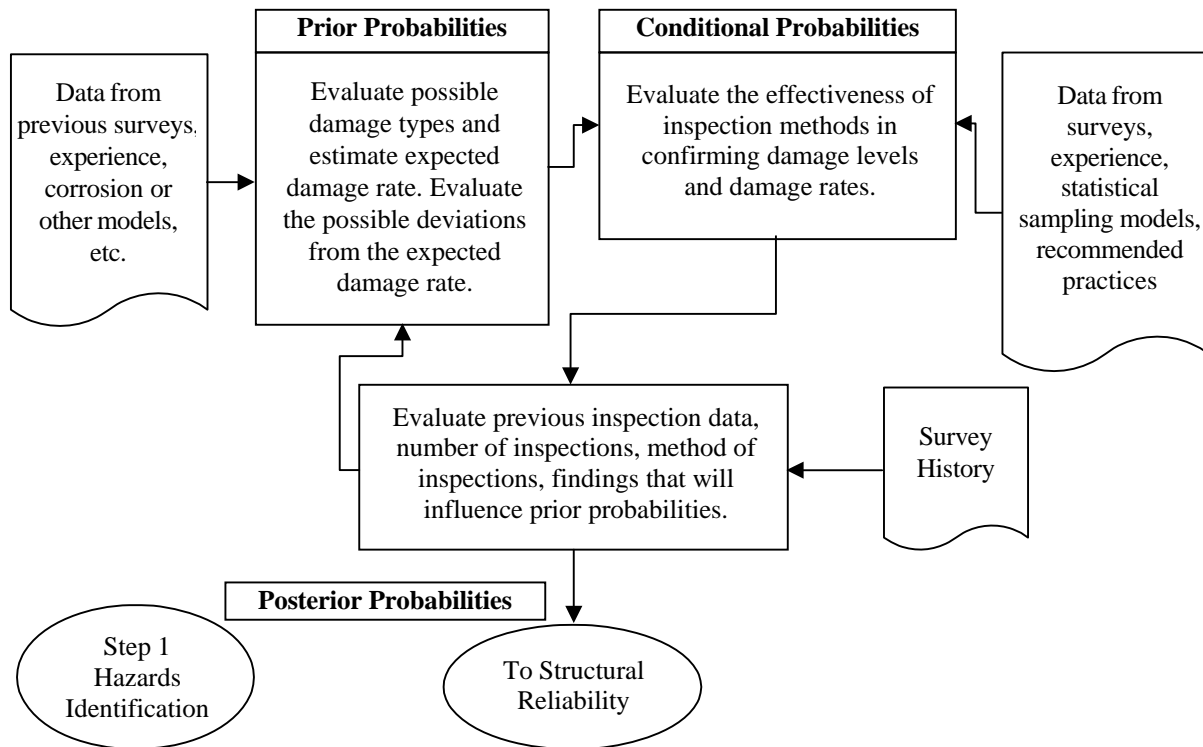 Prior Probabilities
Conditional Probabilities
Data from
previous surveys,
experience,
corrosion or
other models,
etc.
Evaluate possible
damage types and
estimate expected
damage rate. Evaluate
the possible deviations
from the expected
damage rate.
Evaluate the effectiveness of
inspection methods in
confirming damage levels
and damage rates.
Data from
surveys,
experience,
statistical
sampling models,
recommended
practices
Evaluate previous inspection data,
number of inspections, method of
inspections, findings that will
influence prior probabilities.
Survey
History
Posterior Probabilities
Step 1
Hazards
Identification
To Structural
Reliability